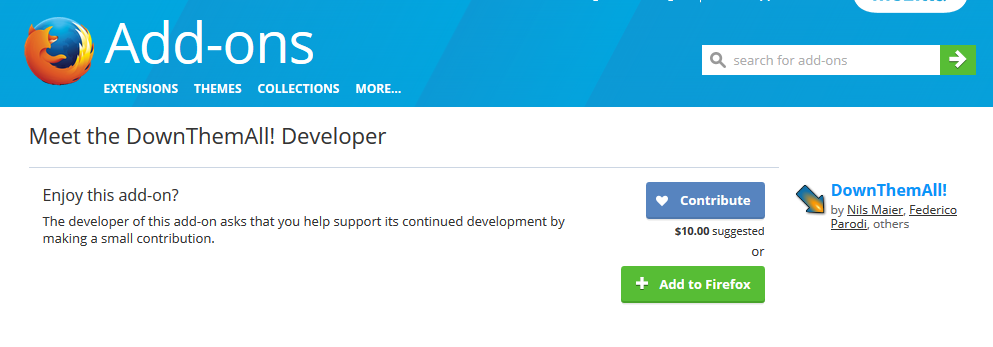 Add-ons
search for add-ons
EXTENSIONS THEMES COLLECTIONS MORE...
Meet the DownThemAll! Developer
Enjoy this add-on?
The developer of this add-on asks that you help support its continued development by
making a small contribution.
Contribute
$10.00 suggested
or
Add to Firefox
DownThemAll!
by Nils Maier, Federico
Parodi, others